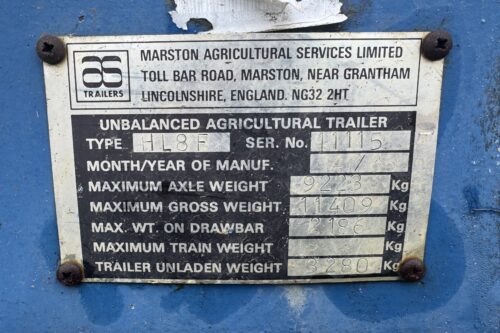 MARSTON AGRICULTURAL SERVICES LIMITED
TOLL BAR ROAD, MARSTON, NEAR GRANTHAM
LINCOLNSHIRE, ENGLAND. NG32 2HT
AS
TRAILERS
UNBALANCED AGRICULTURAL TRAILER
TYPE HL8F SER. No. 11115
MONTH/YEAR OF MANUF. /
MAXIMUM AXLE WEIGHT 9223 Kg
MAXIMUM GROSS WEIGHT 11409 Kg
MAX. WT. ON DRAWBAR Kg
MAXIMUM TRAIN WEIGHT Kg
TRAILER UNLADEN WEIGHT 3280 Kg